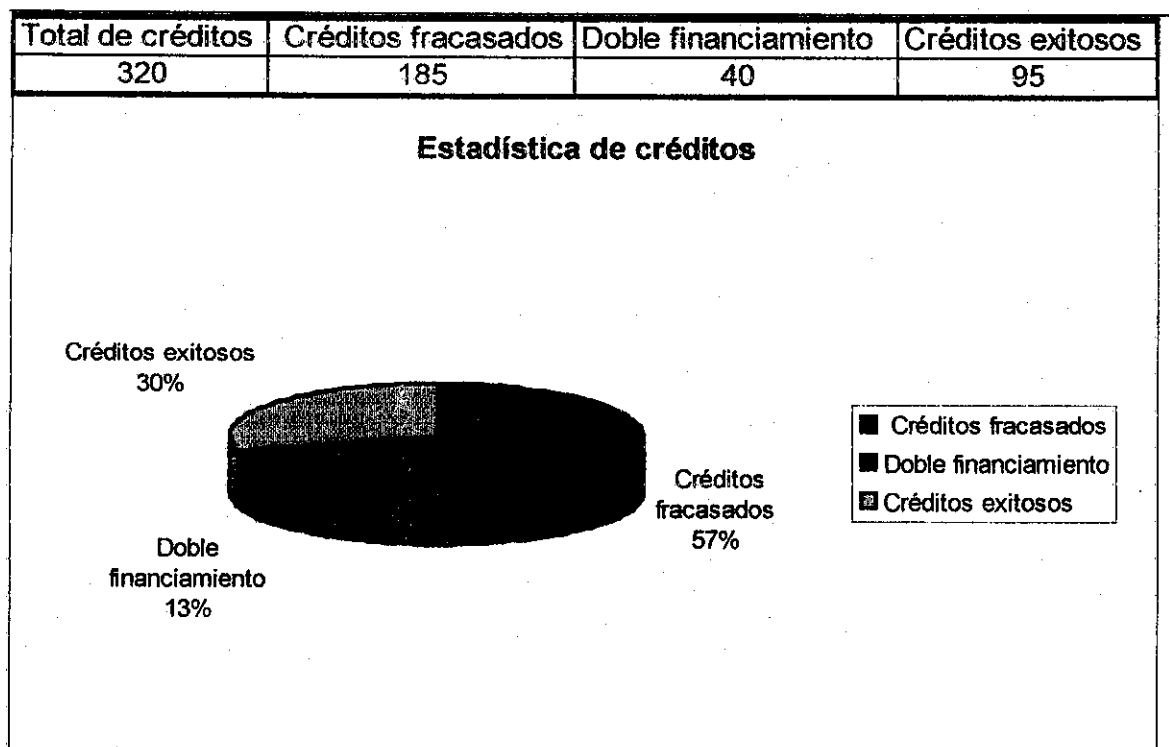 Total de créditos Créditos fracasados Doble financiamiento Créditos exitosos
320 185 40 95
Estadística de créditos
Créditos exitosos
30%
Créditos fracasados
Doble financiamiento
Créditos exitosos
Créditos
fracasados
57%
Doble
financiamiento
13%